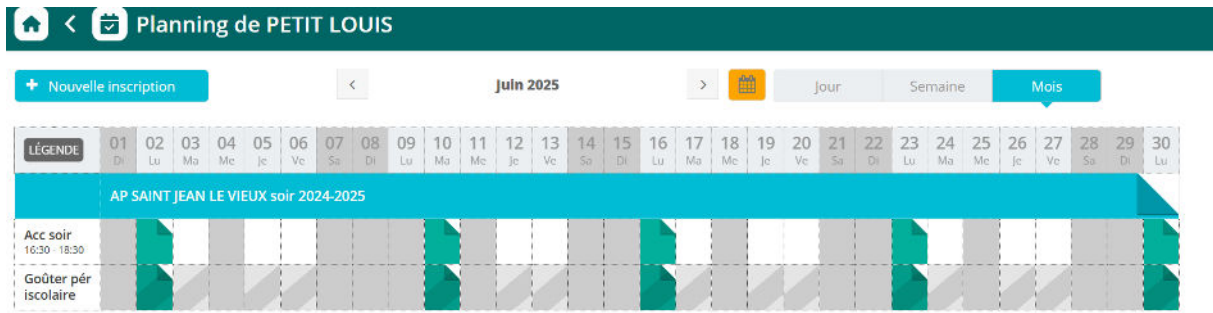 Planning de PETIT LOUIS
+ Nouvelle inscription
< Juin 2025 >
Jour Semaine Mois
LÉGENDE 01 02 03 04 05 06 07 08 09 10 11 12 13 14 15 16 17 18 19 20 21 22 23 24 25 26 27 28 29 30
Di Lu Ma Me Je Ve Sa Di Lu Ma Me Je Ve Sa Di Lu Ma Me Je Ve Sa Di Lu Ma Me Je Ve Sa Di Lu
AP SAINT JEAN LE VIEUX soir 2024-2025
Acc soir
16:30 - 18:30
Goûter pér
iscolaire